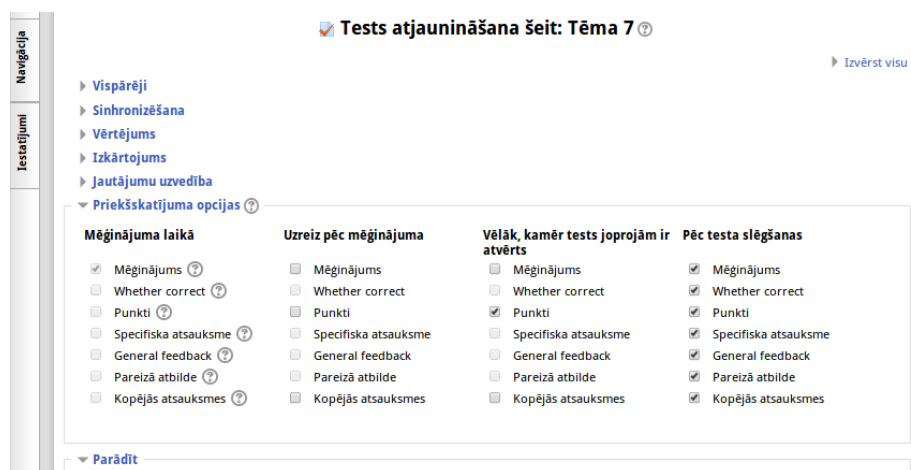 Tests atjaunināšana šeit: Tēma 7
Izvērst visu
Navigācija
Iestatījumi
Vispārēji
Sinhronizēšana
Vērtējums
Izkārtojums
Jautājumu uzvedība
Priekšskatījuma opcijas
Mēģinājuma laikā
Mēģinājums
Whether correct
Punkti
Specifiska atsauksme
General feedback
Pareizā atbilde
Kopējās atsauksmes
Uzreiz pēc mēģinājuma
Mēģinājums
Whether correct
Punkti
Specifiska atsauksme
General feedback
Pareizā atbilde
Kopējās atsauksmes
Vēlāk, kamēr tests joprojām ir
atvērts
Mēģinājums
Whether correct
Punkti
Specifiska atsauksme
General feedback
Pareizā atbilde
Kopējās atsauksmes
Pēc testa slēgšanas
Mēģinājums
Whether correct
Punkti
Specifiska atsauksme
General feedback
Pareizā atbilde
Kopējās atsauksmes
Parādīt